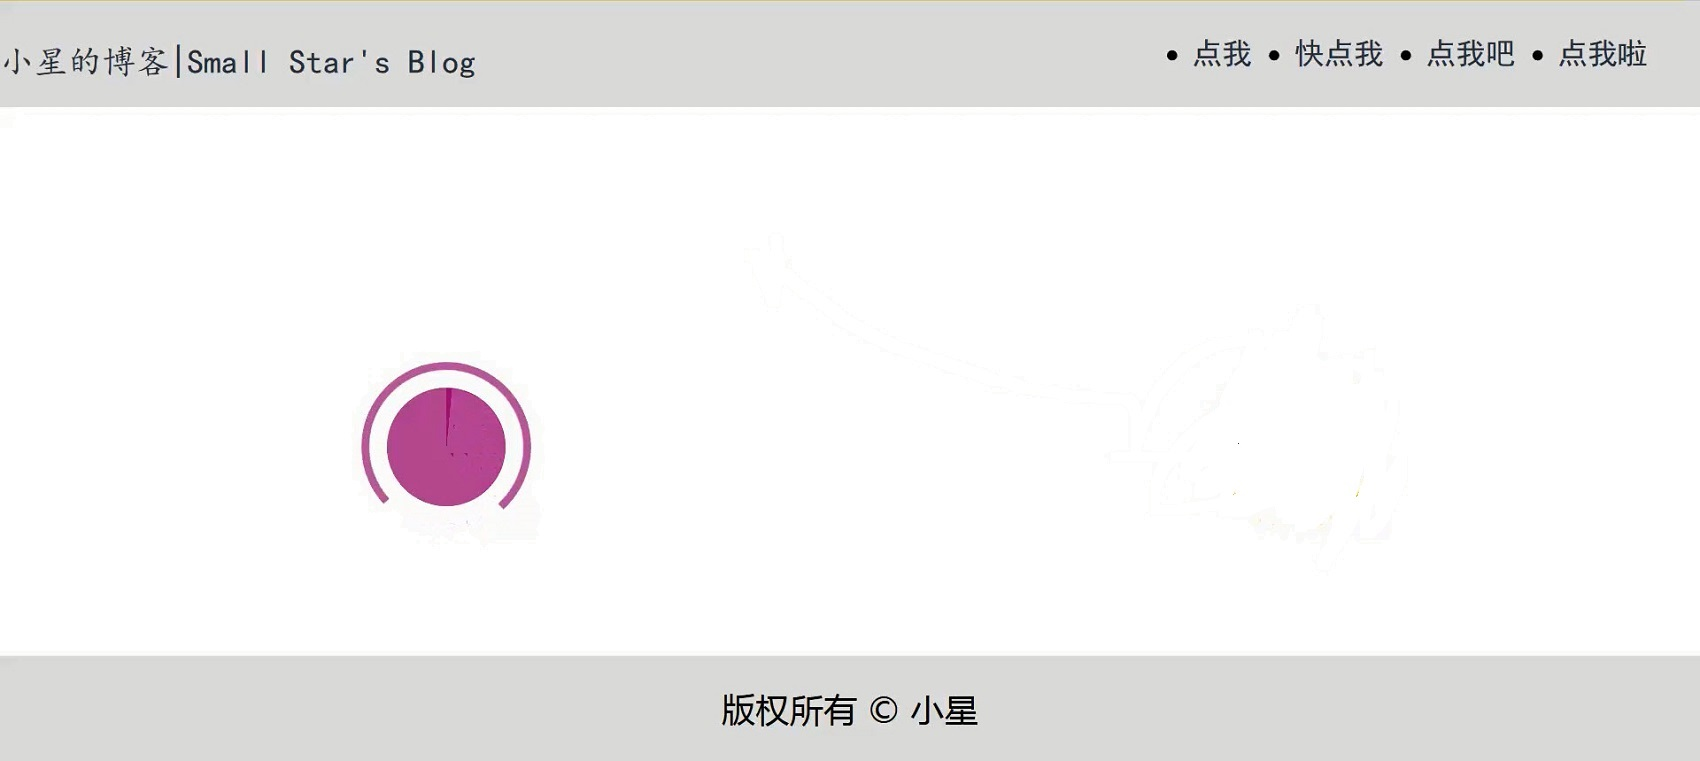 小星的博客|Small Star's Blog
• 点我 • 快点我 • 点我吧 • 点我啦
版权所有 © 小星